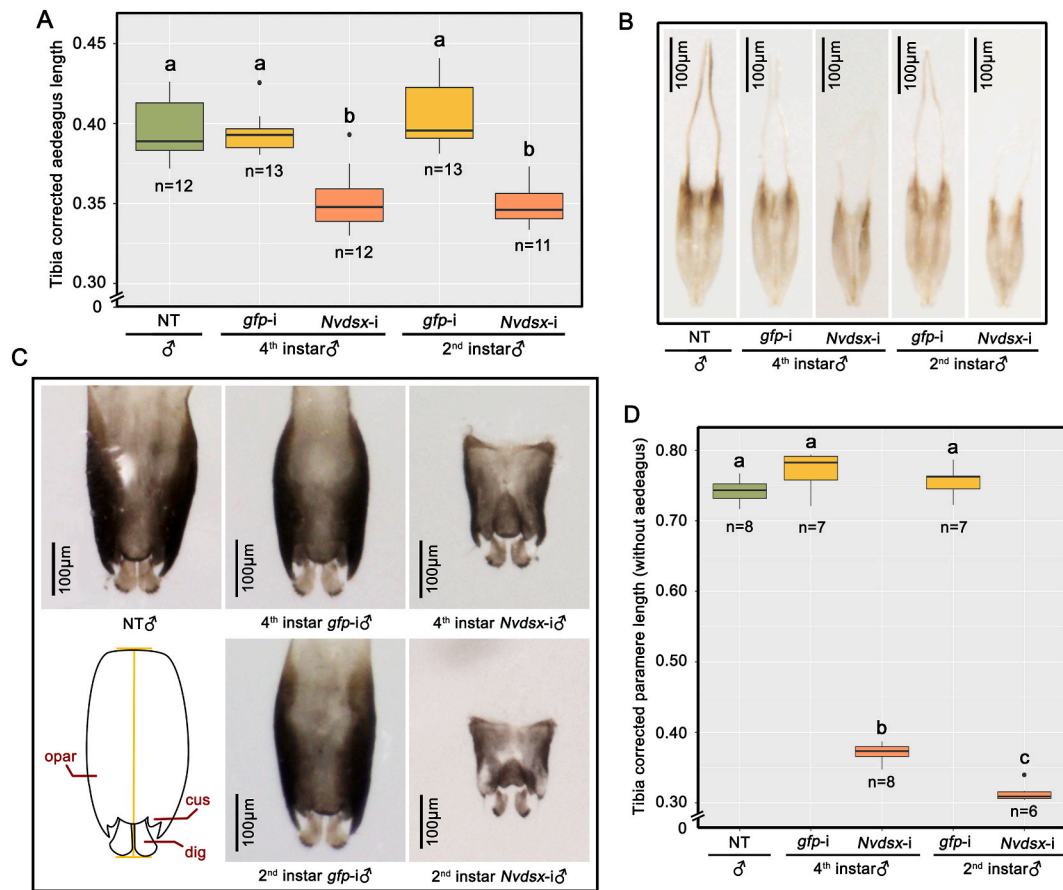 A
Tibia corrected aedeagus length
0.45
0.40
0.35
0.30
0
a
a
b
a
b
n=12
n=13
n=12
n=13
n=11
NT
gfp-i
Nvdsx-i
gfp-i
Nvdsx-i
♂
4th instar♂
2nd instar♂
B
100µm
100µm
100µm
100µm
100µm
NT
gfp-i
Nvdsx-i
gfp-i
Nvdsx-i
♂
4th instar♂
2nd instar♂
C
100µm
100µm
100µm
NT♂
4th instar gfp-i♂
4th instar Nvdsx-i♂
opar
cus
dig
100µm
100µm
2nd instar gfp-i♂
2nd instar Nvdsx-i♂
D
Tibia corrected paramere length (without aedeagus)
0.80
0.70
0.60
0.50
0.40
0.30
0
a
a
b
a
c
n=8
n=7
n=8
n=7
n=6
NT
gfp-i
Nvdsx-i
gfp-i
Nvdsx-i
♂
4th instar♂
2nd instar♂